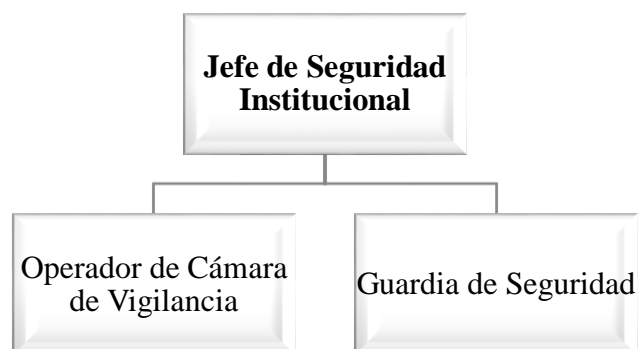 Jefe de Seguridad
Institucional
Operador de Cámara
de Vigilancia
Guardia de Seguridad